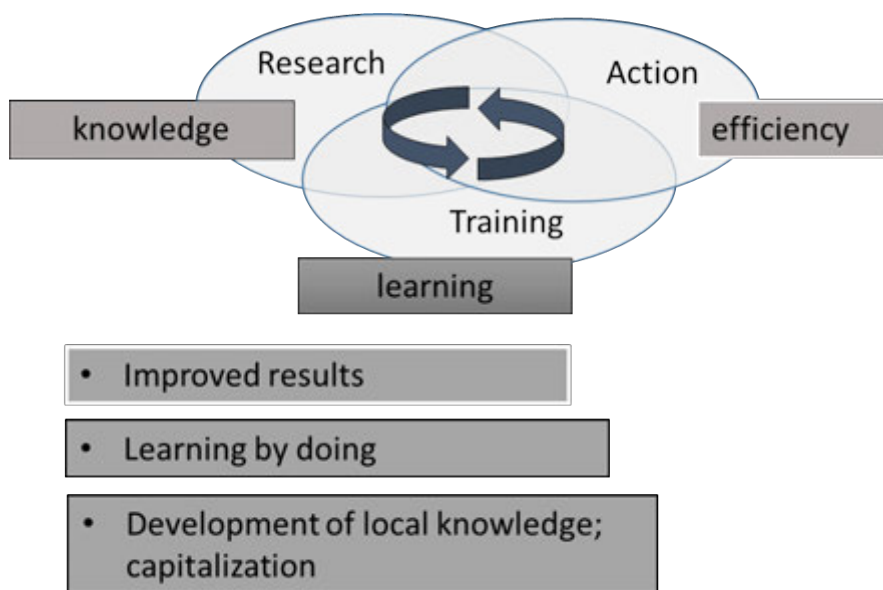 Research
Action
knowledge
efficiency
Training
learning
• Improved results
• Learning by doing
• Development of local knowledge;
capitalization